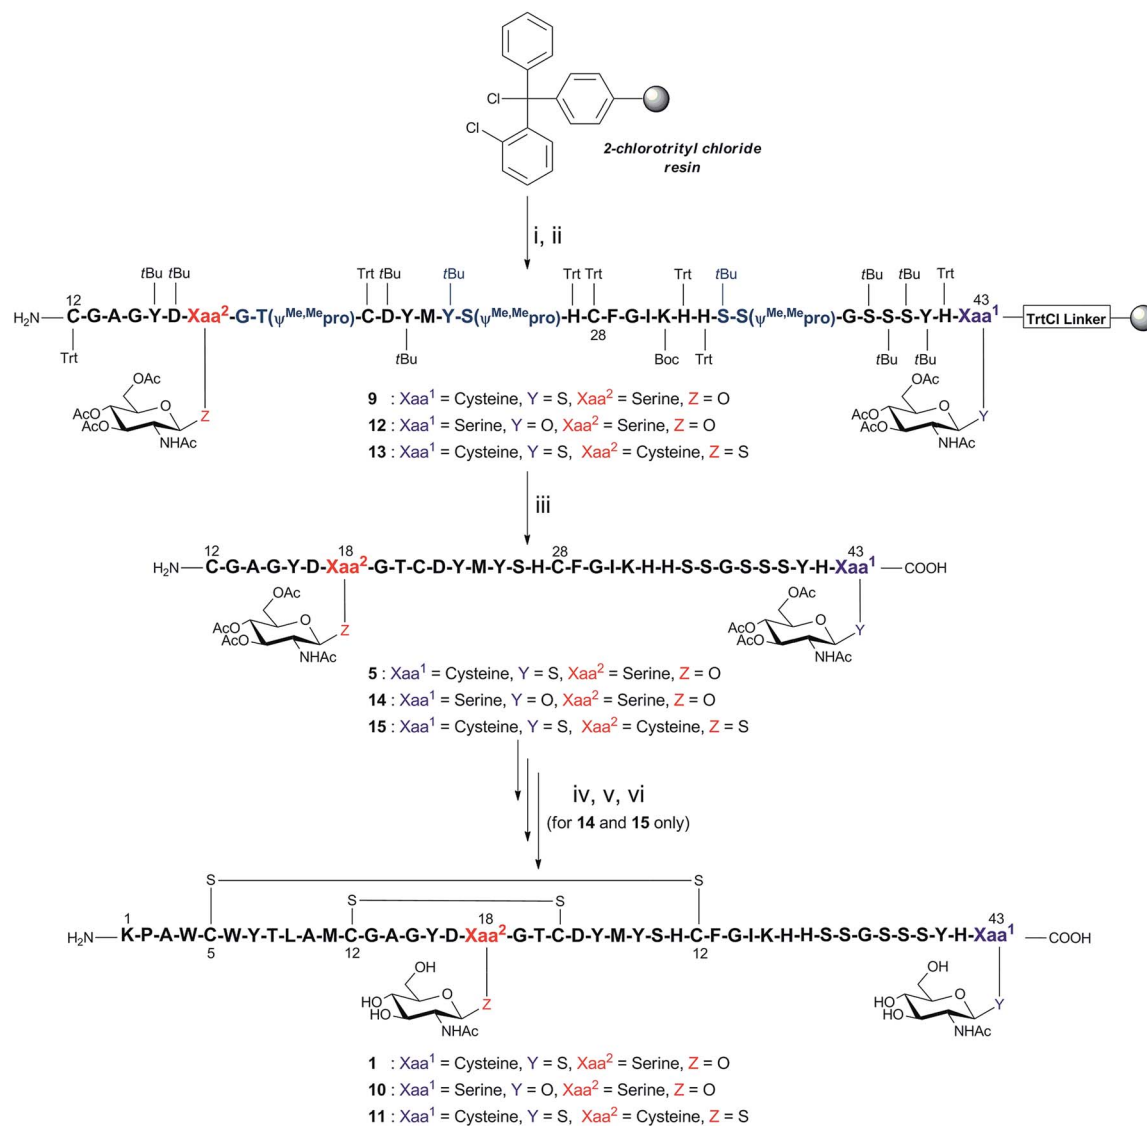 Cl
Cl
2-chlorotrityl chloride
resin
i, ii
tBu tBu Trt tBu tBu Trt Trt Trt tBu tBu tBu Trt
12 43
H₂N C-G-A-G-Y-D-Xaa²-G-T(ψᴹᵉ,ᴹᵉpro)-C-D-Y-M-Y-S(ψᴹᵉ,ᴹᵉpro)-H-C-F-G-I-K-H-H-S-S(ψᴹᵉ,ᴹᵉpro)-G-S-S-S-Y-H-Xaa¹ TrtCl Linker
28
Trt tBu Boc Trt tBu tBu
OAc O AcO AcO NHAc Z
OAc O AcO AcO NHAc Y
9 : Xaa¹ = Cysteine, Y = S, Xaa² = Serine, Z = O
12 : Xaa¹ = Serine, Y = O, Xaa² = Serine, Z = O
13 : Xaa¹ = Cysteine, Y = S, Xaa² = Cysteine, Z = S
iii
12 18 28 43
H₂N C-G-A-G-Y-D-Xaa²-G-T-C-D-Y-M-Y-S-H-C-F-G-I-K-H-H-S-S-G-S-S-S-Y-H-Xaa¹ COOH
OAc O AcO AcO NHAc Z
OAc O AcO AcO NHAc Y
5 : Xaa¹ = Cysteine, Y = S, Xaa² = Serine, Z = O
14 : Xaa¹ = Serine, Y = O, Xaa² = Serine, Z = O
15 : Xaa¹ = Cysteine, Y = S, Xaa² = Cysteine, Z = S
iv, v, vi
(for 14 and 15 only)
S S
S S
1 18 43
H₂N K-P-A-W-C-W-Y-T-L-A-M-C-G-A-G-Y-D-Xaa²-G-T-C-D-Y-M-Y-S-H-C-F-G-I-K-H-H-S-S-G-S-S-S-Y-H-Xaa¹ COOH
5 12 12
OH O HO HO NHAc Z
OH O HO HO NHAc Y
1 : Xaa¹ = Cysteine, Y = S, Xaa² = Serine, Z = O
10 : Xaa¹ = Serine, Y = O, Xaa² = Serine, Z = O
11 : Xaa¹ = Cysteine, Y = S, Xaa² = Cysteine, Z = S